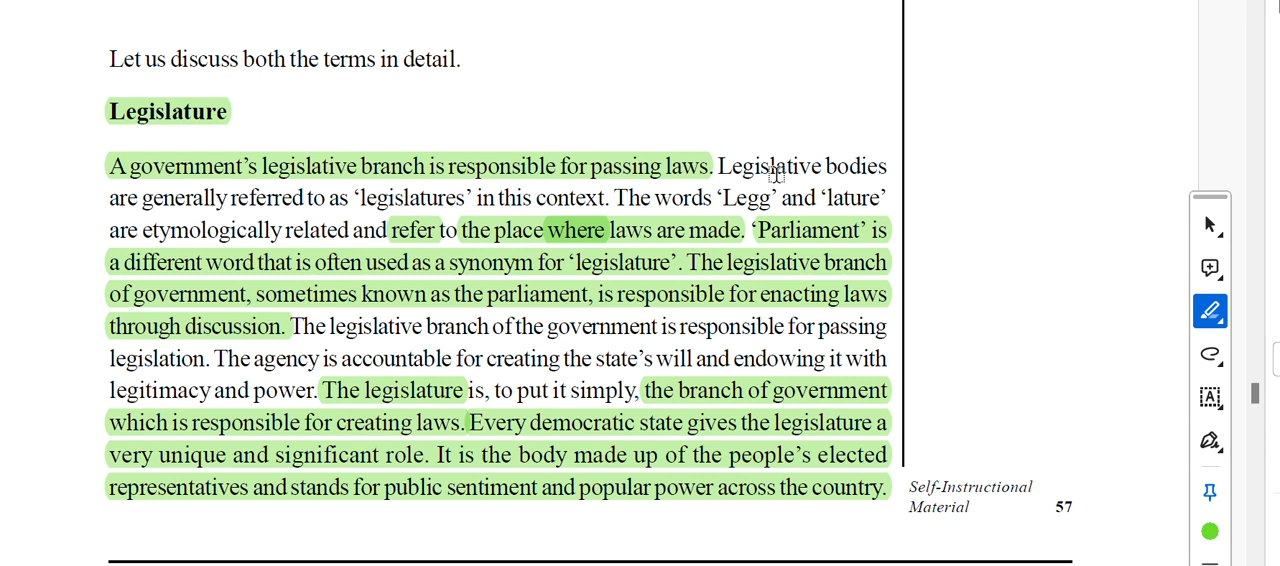 Let us discuss both the terms in detail.
Legislature
A government’s legislative branch is responsible for passing laws. Legislative bodies
are generally referred to as ‘legislatures’ in this context. The words ‘Legg’ and ‘lature’
are etymologically related and refer to the place where laws are made. ‘Parliament’ is
a different word that is often used as a synonym for ‘legislature’. The legislative branch
of government, sometimes known as the parliament, is responsible for enacting laws
through discussion. The legislative branch of the government is responsible for passing
legislation. The agency is accountable for creating the state’s will and endowing it with
legitimacy and power. The legislature is, to put it simply, the branch of government
which is responsible for creating laws. Every democratic state gives the legislature a
very unique and significant role. It is the body made up of the people’s elected
representatives and stands for public sentiment and popular power across the country.
Self-Instructional
Material 57